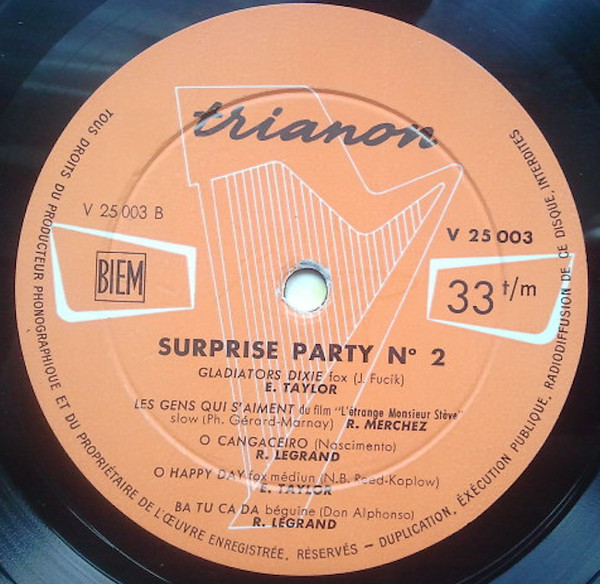 trianon
V 25 003 B
V 25 003
BIEM
33 t/m
SURPRISE PARTY N° 2
GLADIATORS DIXIE fox (J. Fucîk)
E. TAYLOR
LES GENS QUI S'AIMENT du film "L'étrange Monsieur Stève"
slow (Ph. Gérard-Marnay) R. MERCHEZ
O CANGACEIRO (Nascimento)
R. LEGRAND
O HAPPY DAY fox médiun (N.B. Reed-Koplow)
E. TAYLOR
BA TU CA DA béguine (Don Alphonso)
R. LEGRAND
TOUS DROITS DU PRODUCTEUR PHONOGRAPHIQUE ET DU PROPRIÉTAIRE DE L'ŒUVRE ENREGISTRÉE, RÉSERVÉS - DUPLICATION, EXÉCUTION PUBLIQUE, RADIODIFFUSION DE CE DISQUE, INTERDITES